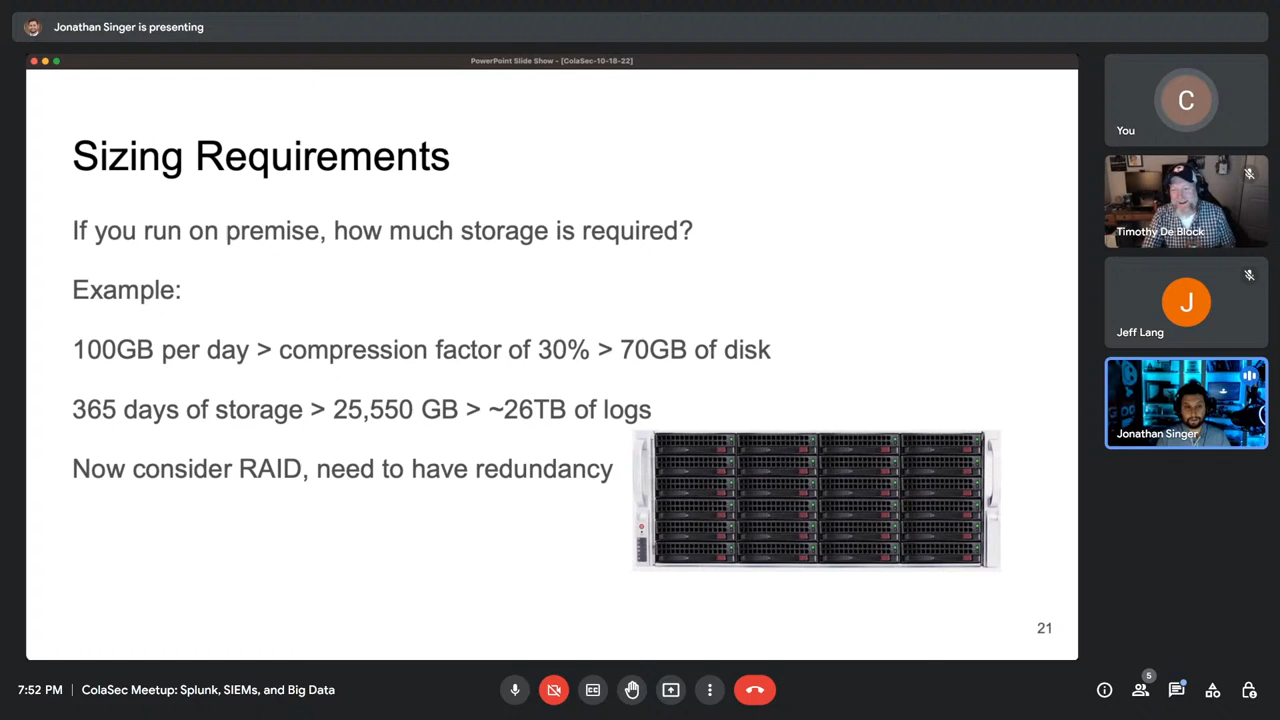 Jonathan Singer is presenting
PowerPoint Slide Show - [ColaSec-10-18-22]
Sizing Requirements
If you run on premise, how much storage is required?
Example:
100GB per day > compression factor of 30% > 70GB of disk
365 days of storage > 25,550 GB > ~26TB of logs
Now consider RAID, need to have redundancy
21
C
You
Timothy De Block
J
Jeff Lang
Jonathan Singer
7:52 PM
ColaSec Meetup: Splunk, SIEMs, and Big Data
CC
5